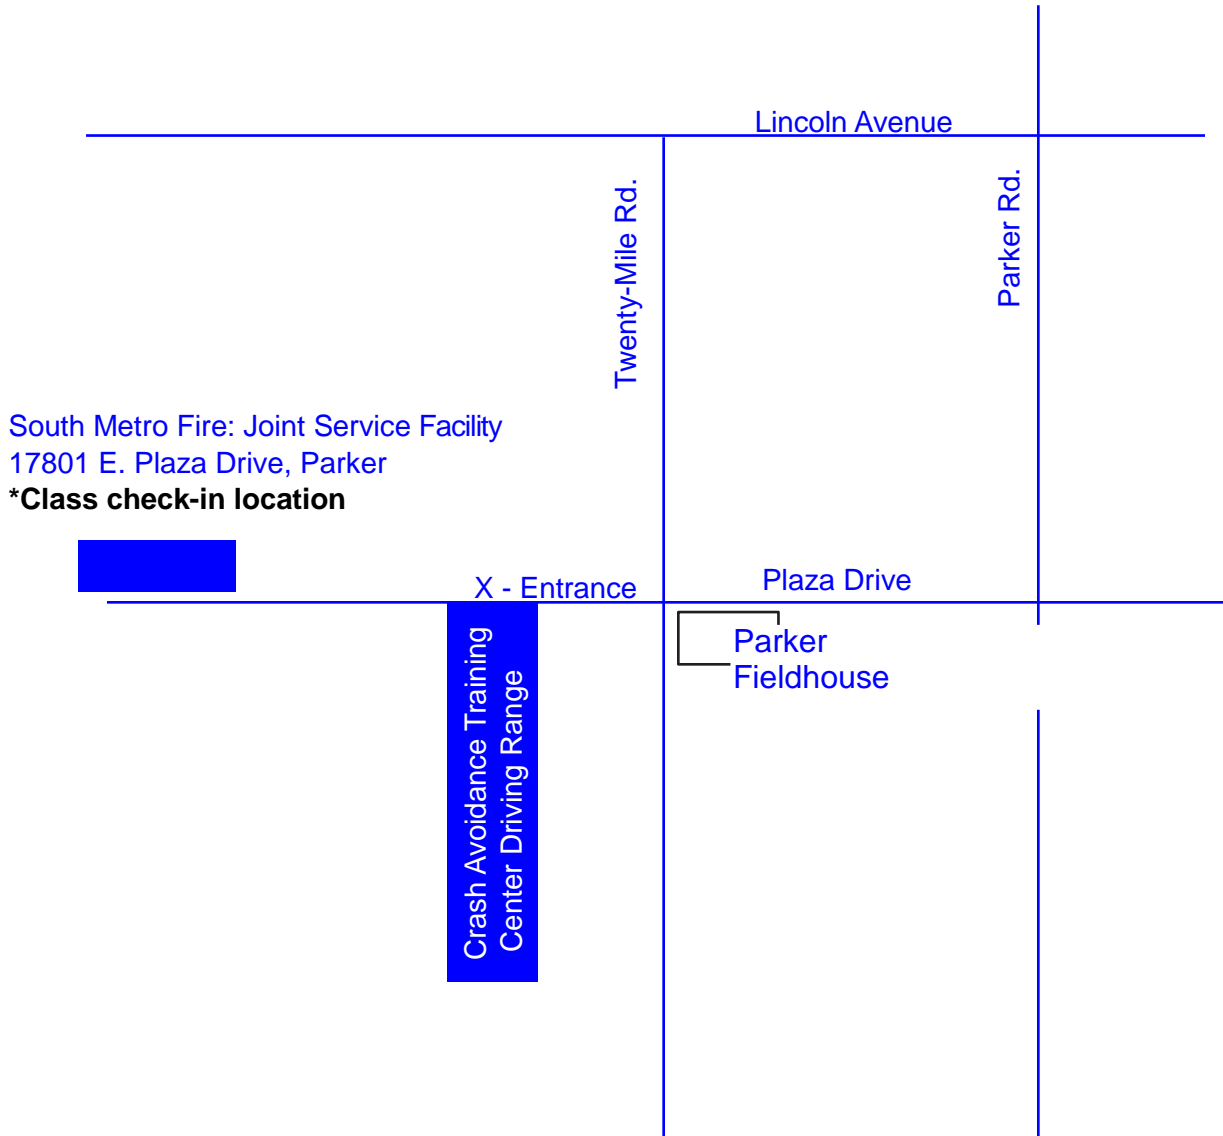 Lincoln Avenue
Twenty-Mile Rd.
Parker Rd.
South Metro Fire: Joint Service Facility
17801 E. Plaza Drive, Parker
*Class check-in location
X - Entrance
Plaza Drive
Parker
Fieldhouse
Crash Avoidance Training
Center Driving Range